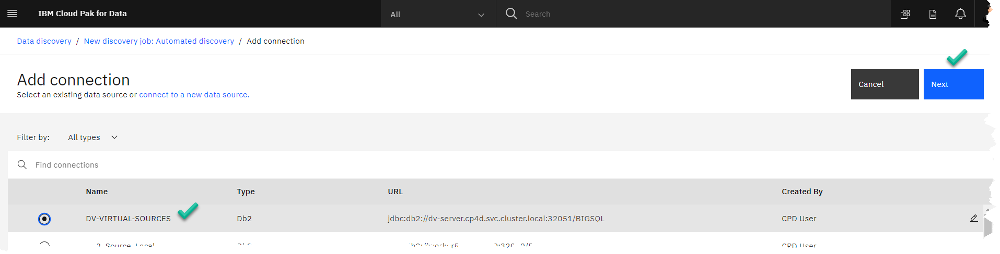 IBM Cloud Pak for Data
All
Search
Data discovery / New discovery job: Automated discovery / Add connection
Add connection
Cancel
Next
Select an existing data source or connect to a new data source.
Filter by: All types
Find connections
Name Type URL Created By
DV-VIRTUAL-SOURCES Db2 jdbc:db2://dv-server.cp4d.svc.cluster.local:32051/BIGSQL CPD User
CPD User